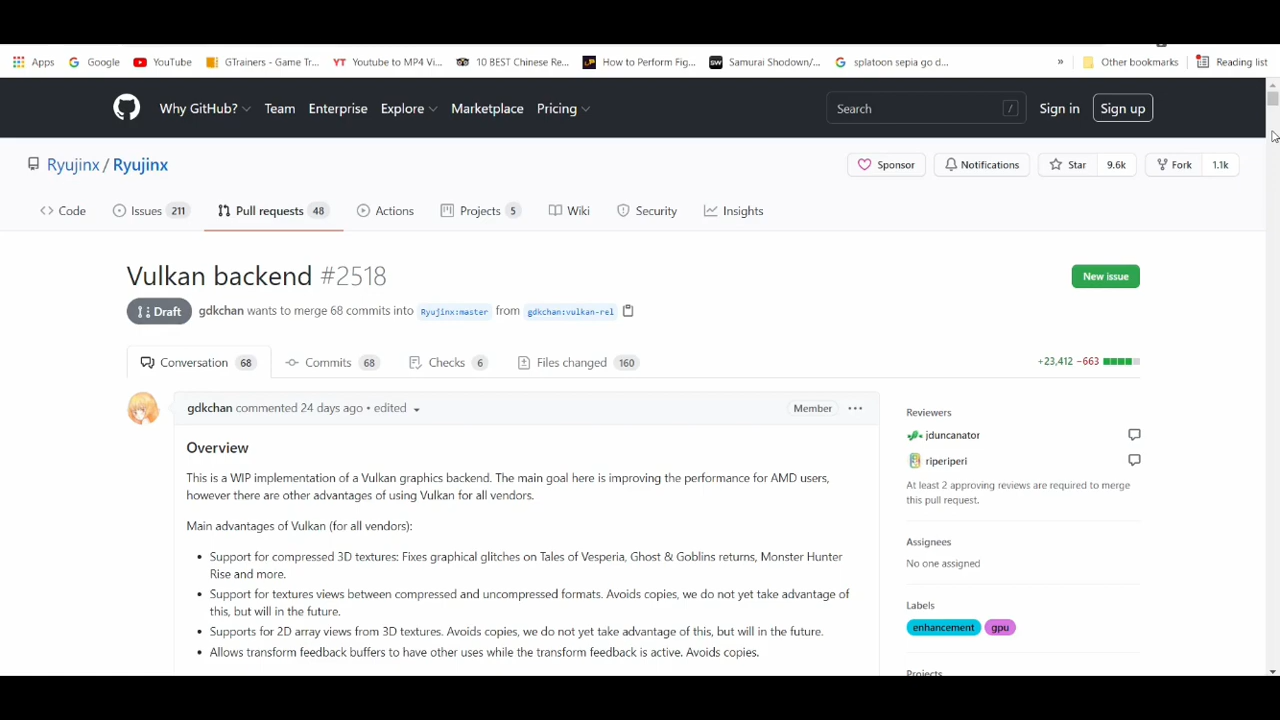 Apps Google YouTube GTrainers - Game Tr... Youtube to MP4 Vi... 10 BEST Chinese Re... How to Perform Fig... Samurai Shodown/... splatoon sepia go d... » Other bookmarks Reading list
Why GitHub? Team Enterprise Explore Marketplace Pricing Search / Sign in Sign up
Ryujinx / Ryujinx Sponsor Notifications Star 9.6k Fork 1.1k
Code Issues 211 Pull requests 48 Actions Projects 5 Wiki Security Insights
Vulkan backend #2518 New issue
Draft gdkchan wants to merge 68 commits into Ryujinx:master from gdkchan:vulkan-rel
Conversation 68 Commits 68 Checks 6 Files changed 160 +23,412 −663
gdkchan commented 24 days ago • edited Member ...
Reviewers
jduncanator
riperiperi
At least 2 approving reviews are required to merge
this pull request.
Assignees
No one assigned
Labels
enhancement gpu
Projects
Overview
This is a WIP implementation of a Vulkan graphics backend. The main goal here is improving the performance for AMD users,
however there are other advantages of using Vulkan for all vendors.
Main advantages of Vulkan (for all vendors):
• Support for compressed 3D textures: Fixes graphical glitches on Tales of Vesperia, Ghost & Goblins returns, Monster Hunter
Rise and more.
• Support for textures views between compressed and uncompressed formats. Avoids copies, we do not yet take advantage of
this, but will in the future.
• Supports for 2D array views from 3D textures. Avoids copies, we do not yet take advantage of this, but will in the future.
• Allows transform feedback buffers to have other uses while the transform feedback is active. Avoids copies.